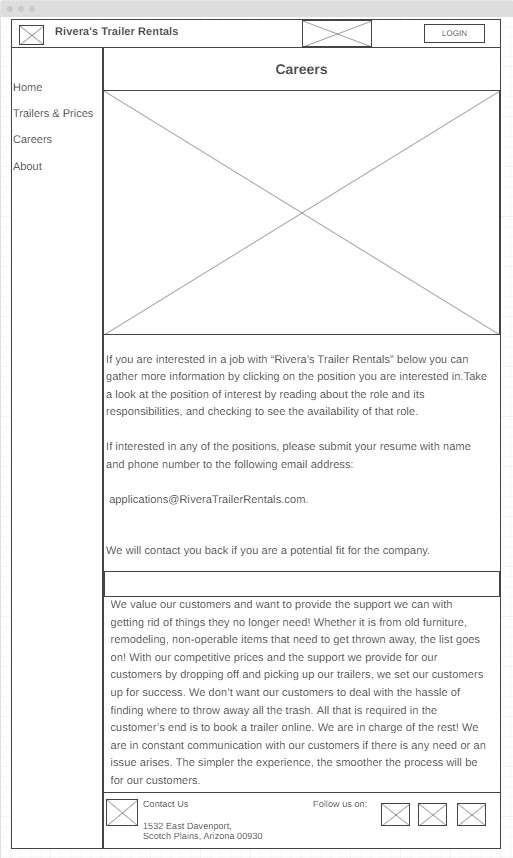 Rivera's Trailer Rentals
LOGIN
Careers
Home
Trailers & Prices
Careers
About
If you are interested in a job with “Rivera’s Trailer Rentals” below you can
gather more information by clicking on the position you are interested in.Take
a look at the position of interest by reading about the role and its
responsibilities, and checking to see the availability of that role.
If interested in any of the positions, please submit your resume with name
and phone number to the following email address:
applications@RiveraTrailerRentals.com.
We will contact you back if you are a potential fit for the company.
We value our customers and want to provide the support we can with
getting rid of things they no longer need! Whether it is from old furniture,
remodeling, non-operable items that need to get thrown away, the list goes
on! With our competitive prices and the support we provide for our
customers by dropping off and picking up our trailers, we set our customers
up for success. We don’t want our customers to deal with the hassle of
finding where to throw away all the trash. All that is required in the
customer’s end is to book a trailer online. We are in charge of the rest! We
are in constant communication with our customers if there is any need or an
issue arises. The simpler the experience, the smoother the process will be
for our customers.
Contact Us
Follow us on:
1532 East Davenport,
Scotch Plains, Arizona 00930